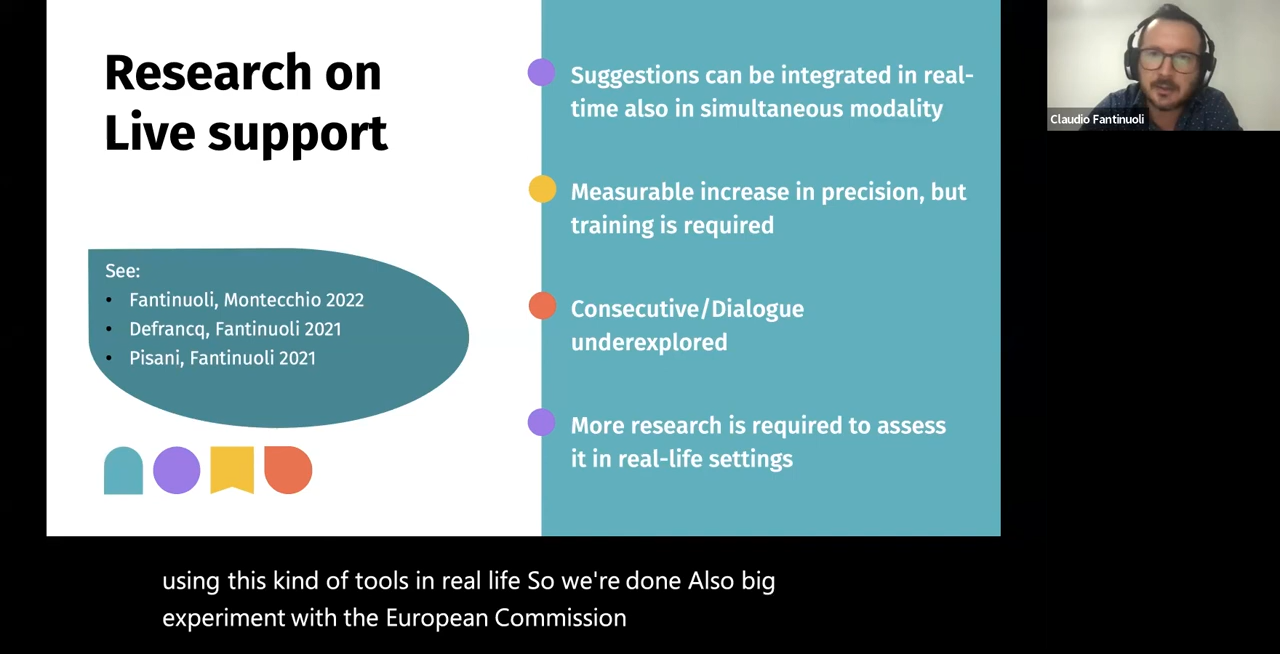 Research on
Live support
See:
• Fantinuoli, Montecchio 2022
• Defrancq, Fantinuoli 2021
• Pisani, Fantinuoli 2021
Suggestions can be integrated in real-
time also in simultaneous modality
Measurable increase in precision, but
training is required
Consecutive/Dialogue
underexplored
More research is required to assess
it in real-life settings
Claudio Fantinuoli
using this kind of tools in real life So we're done Also big
experiment with the European Commission